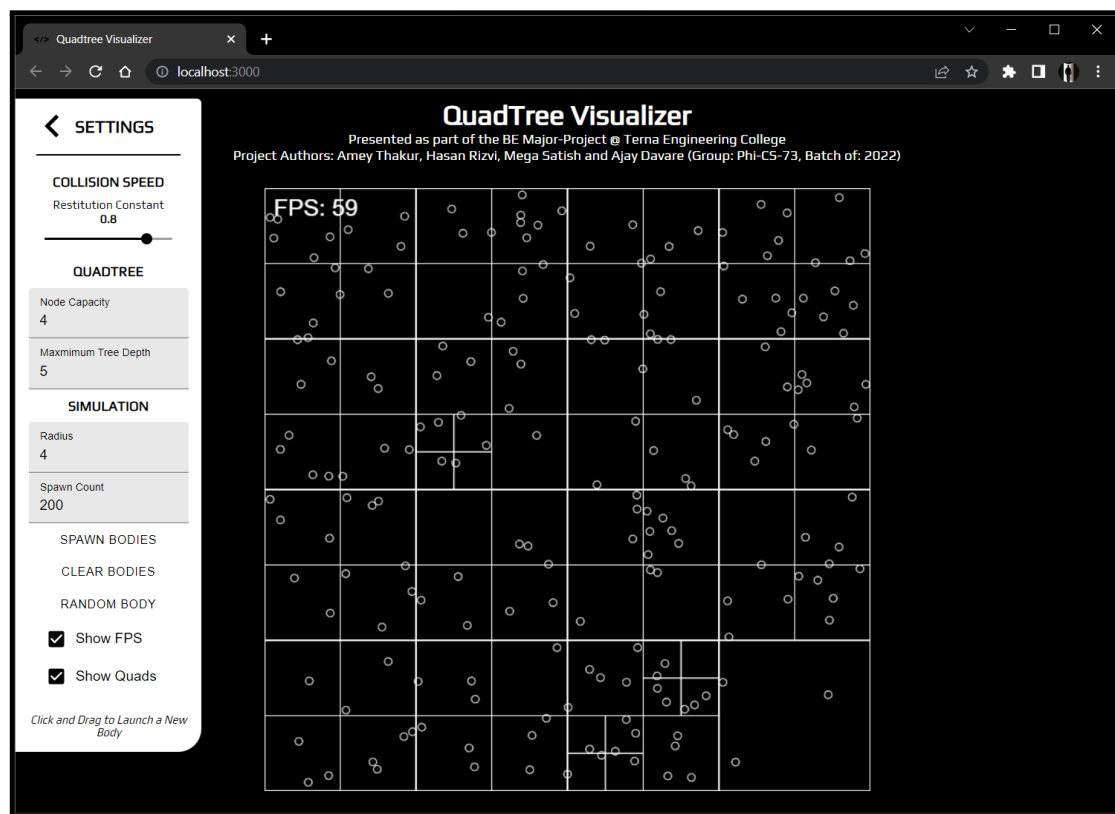 </> Quadtree Visualizer
localhost:3000
SETTINGS
COLLISION SPEED
Restitution Constant
0.8
QUADTREE
Node Capacity
4
Maxmimum Tree Depth
5
SIMULATION
Radius
4
Spawn Count
200
SPAWN BODIES
CLEAR BODIES
RANDOM BODY
Show FPS
Show Quads
Click and Drag to Launch a New
Body
QuadTree Visualizer
Presented as part of the BE Major-Project @ Terna Engineering College
Project Authors: Amey Thakur, Hasan Rizvi, Mega Satish and Ajay Davare (Group: Phi-CS-73, Batch of: 2022)
FPS: 59